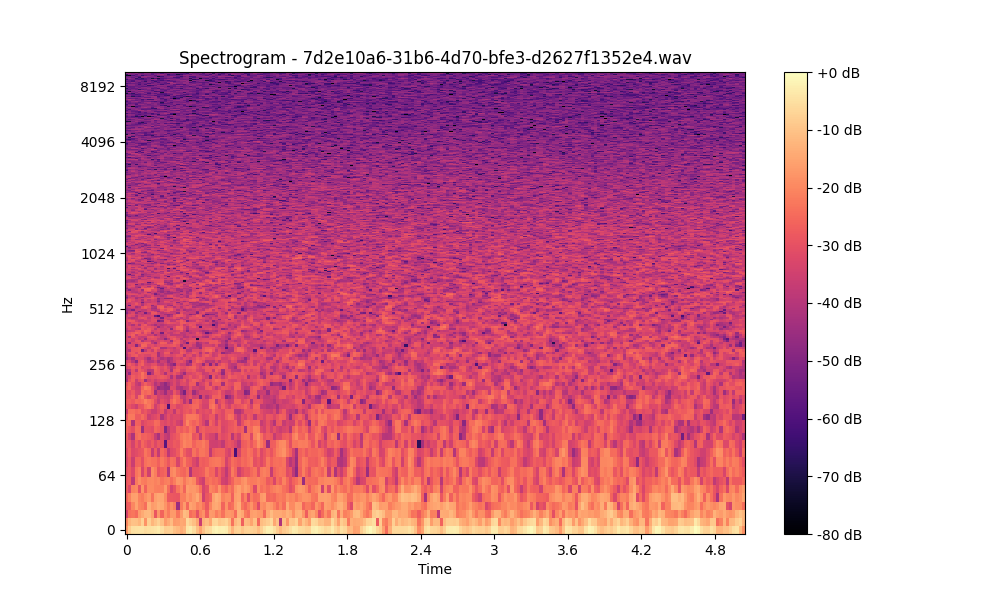 Spectrogram - 7d2e10a6-31b6-4d70-bfe3-d2627f1352e4.wav
Hz
8192
4096
2048
1024
512
256
128
64
0
0 0.6 1.2 1.8 2.4 3 3.6 4.2 4.8
Time
+0 dB
-10 dB
-20 dB
-30 dB
-40 dB
-50 dB
-60 dB
-70 dB
-80 dB